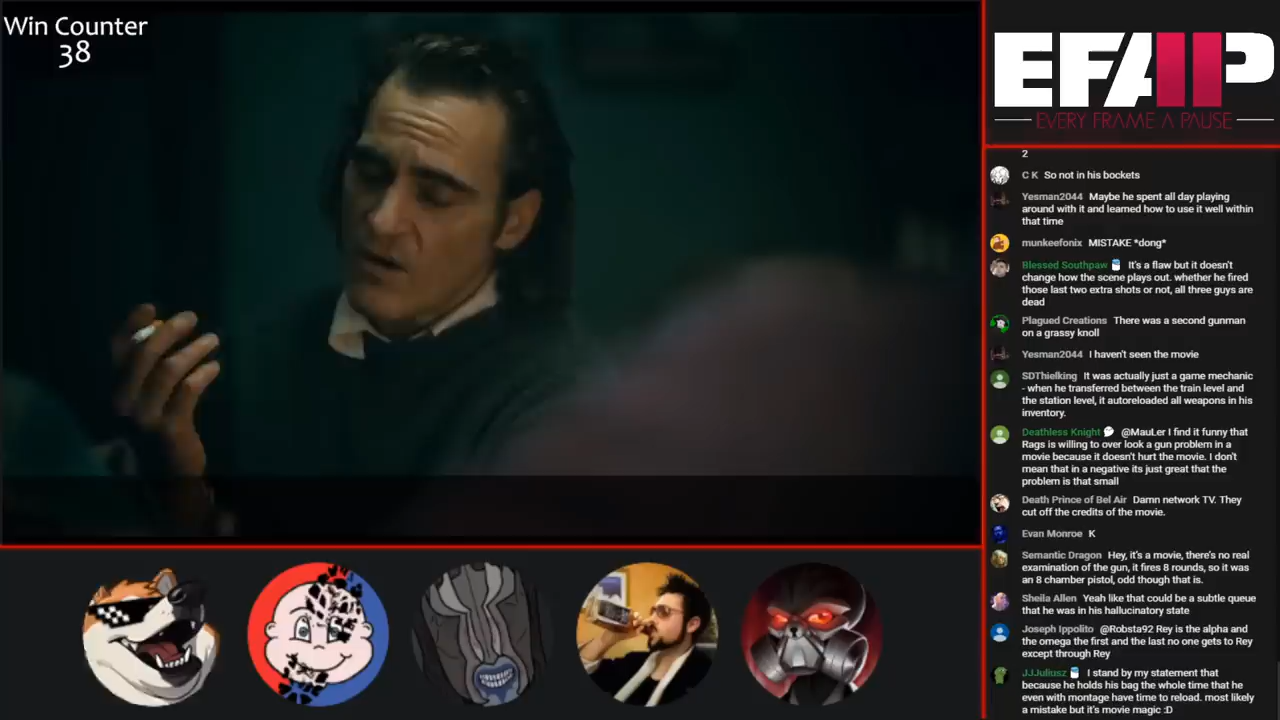 Win Counter
38
EFAP
EVERY FRAME A PAUSE
2
C K So not in his bockets
Yesman2044 Maybe he spent all day playing
around with it and learned how to use it well within
that time
munkeefonix MISTAKE *dong*
Blessed Southpaw It's a flaw but it doesn't
change how the scene plays out. whether he fired
those last two extra shots or not, all three guys are
dead
Plagued Creations There was a second gunman
on a grassy knoll
Yesman2044 I haven't seen the movie
SDThielking It was actually just a game mechanic
- when he transferred between the train level and
the station level, it autoreloaded all weapons in his
inventory.
Deathless Knight @MauLer I find it funny that
Rags is willing to over look a gun problem in a
movie because it doesn't hurt the movie. I don't
mean that in a negative its just great that the
problem is that small
Death Prince of Bel Air Damn network TV. They
cut off the credits of the movie.
Evan Monroe K
Semantic Dragon Hey, it's a movie, there's no real
examination of the gun, it fires 8 rounds, so it was
an 8 chamber pistol, odd though that is.
Sheila Allen Yeah like that could be a subtle queue
that he was in his hallucinatory state
Joseph Ippolito @Robsta92 Rey is the alpha and
the omega the first and the last no one gets to Rey
except through Rey
JJJuliusz I stand by my statement that
because he holds his bag the whole time that he
even with montage have time to reload. most likely
a mistake but it's movie magic :D